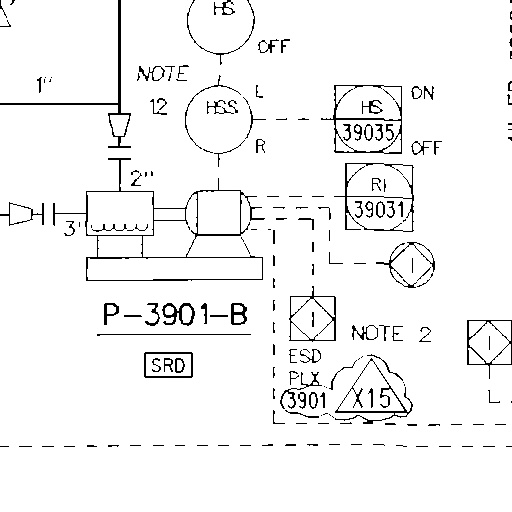 HS
OFF
NOTE
12
1"
L
HSS
R
ON
HS
39035
OFF
RI
39031
2"
3"
P-3901-B
SRD
NOTE 2
ESD
PLX
3901
X15